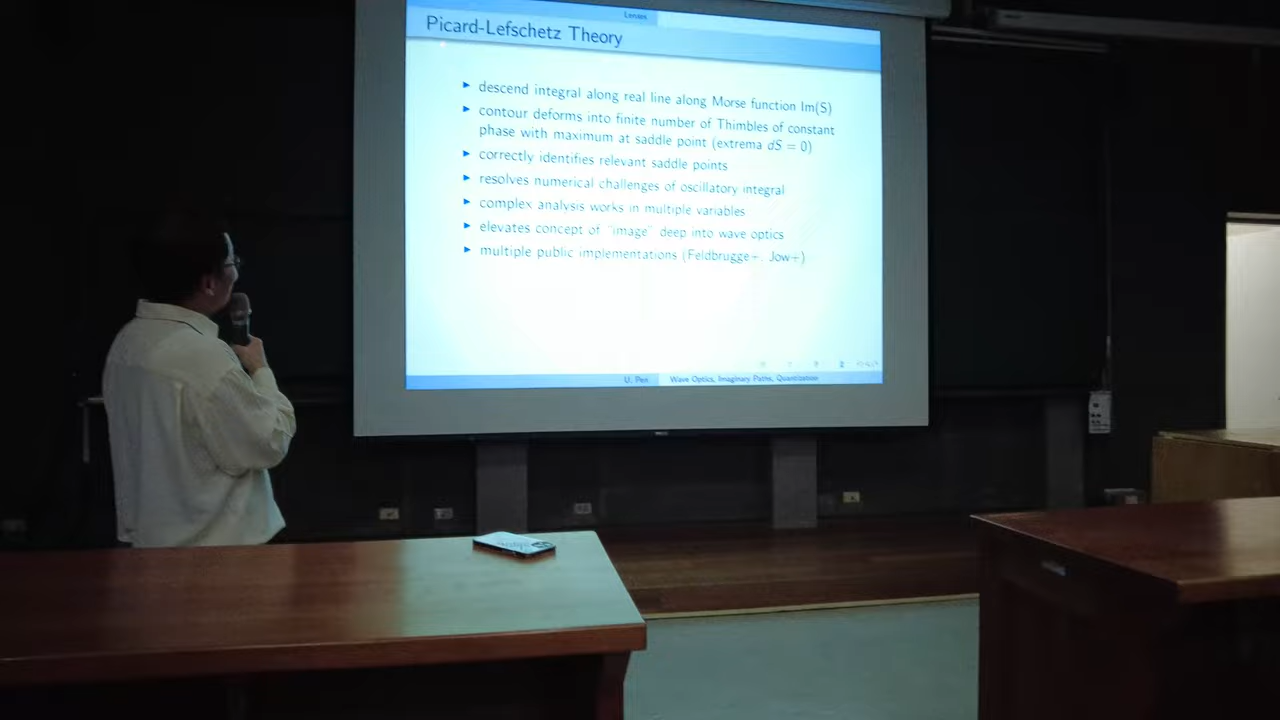 Lenses
Picard-Lefschetz Theory
▶ descend integral along real line along Morse function Im(S)
▶ contour deforms into finite number of Thimbles of constant
phase with maximum at saddle point (extrema dS = 0)
▶ correctly identifies relevant saddle points
▶ resolves numerical challenges of oscillatory integral
▶ complex analysis works in multiple variables
▶ elevates concept of "image" deep into wave optics
▶ multiple public implementations (Feldbrugge+, Jow+)
U. Pen Wave Optics, Imaginary Paths, Quantization